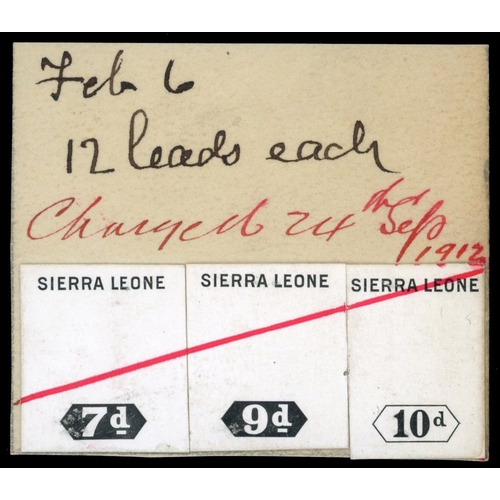 Feb 6
12 leads each
Charged 24th Sep
1912
SIERRA LEONE SIERRA LEONE SIERRA LEONE
7d 9d 10d